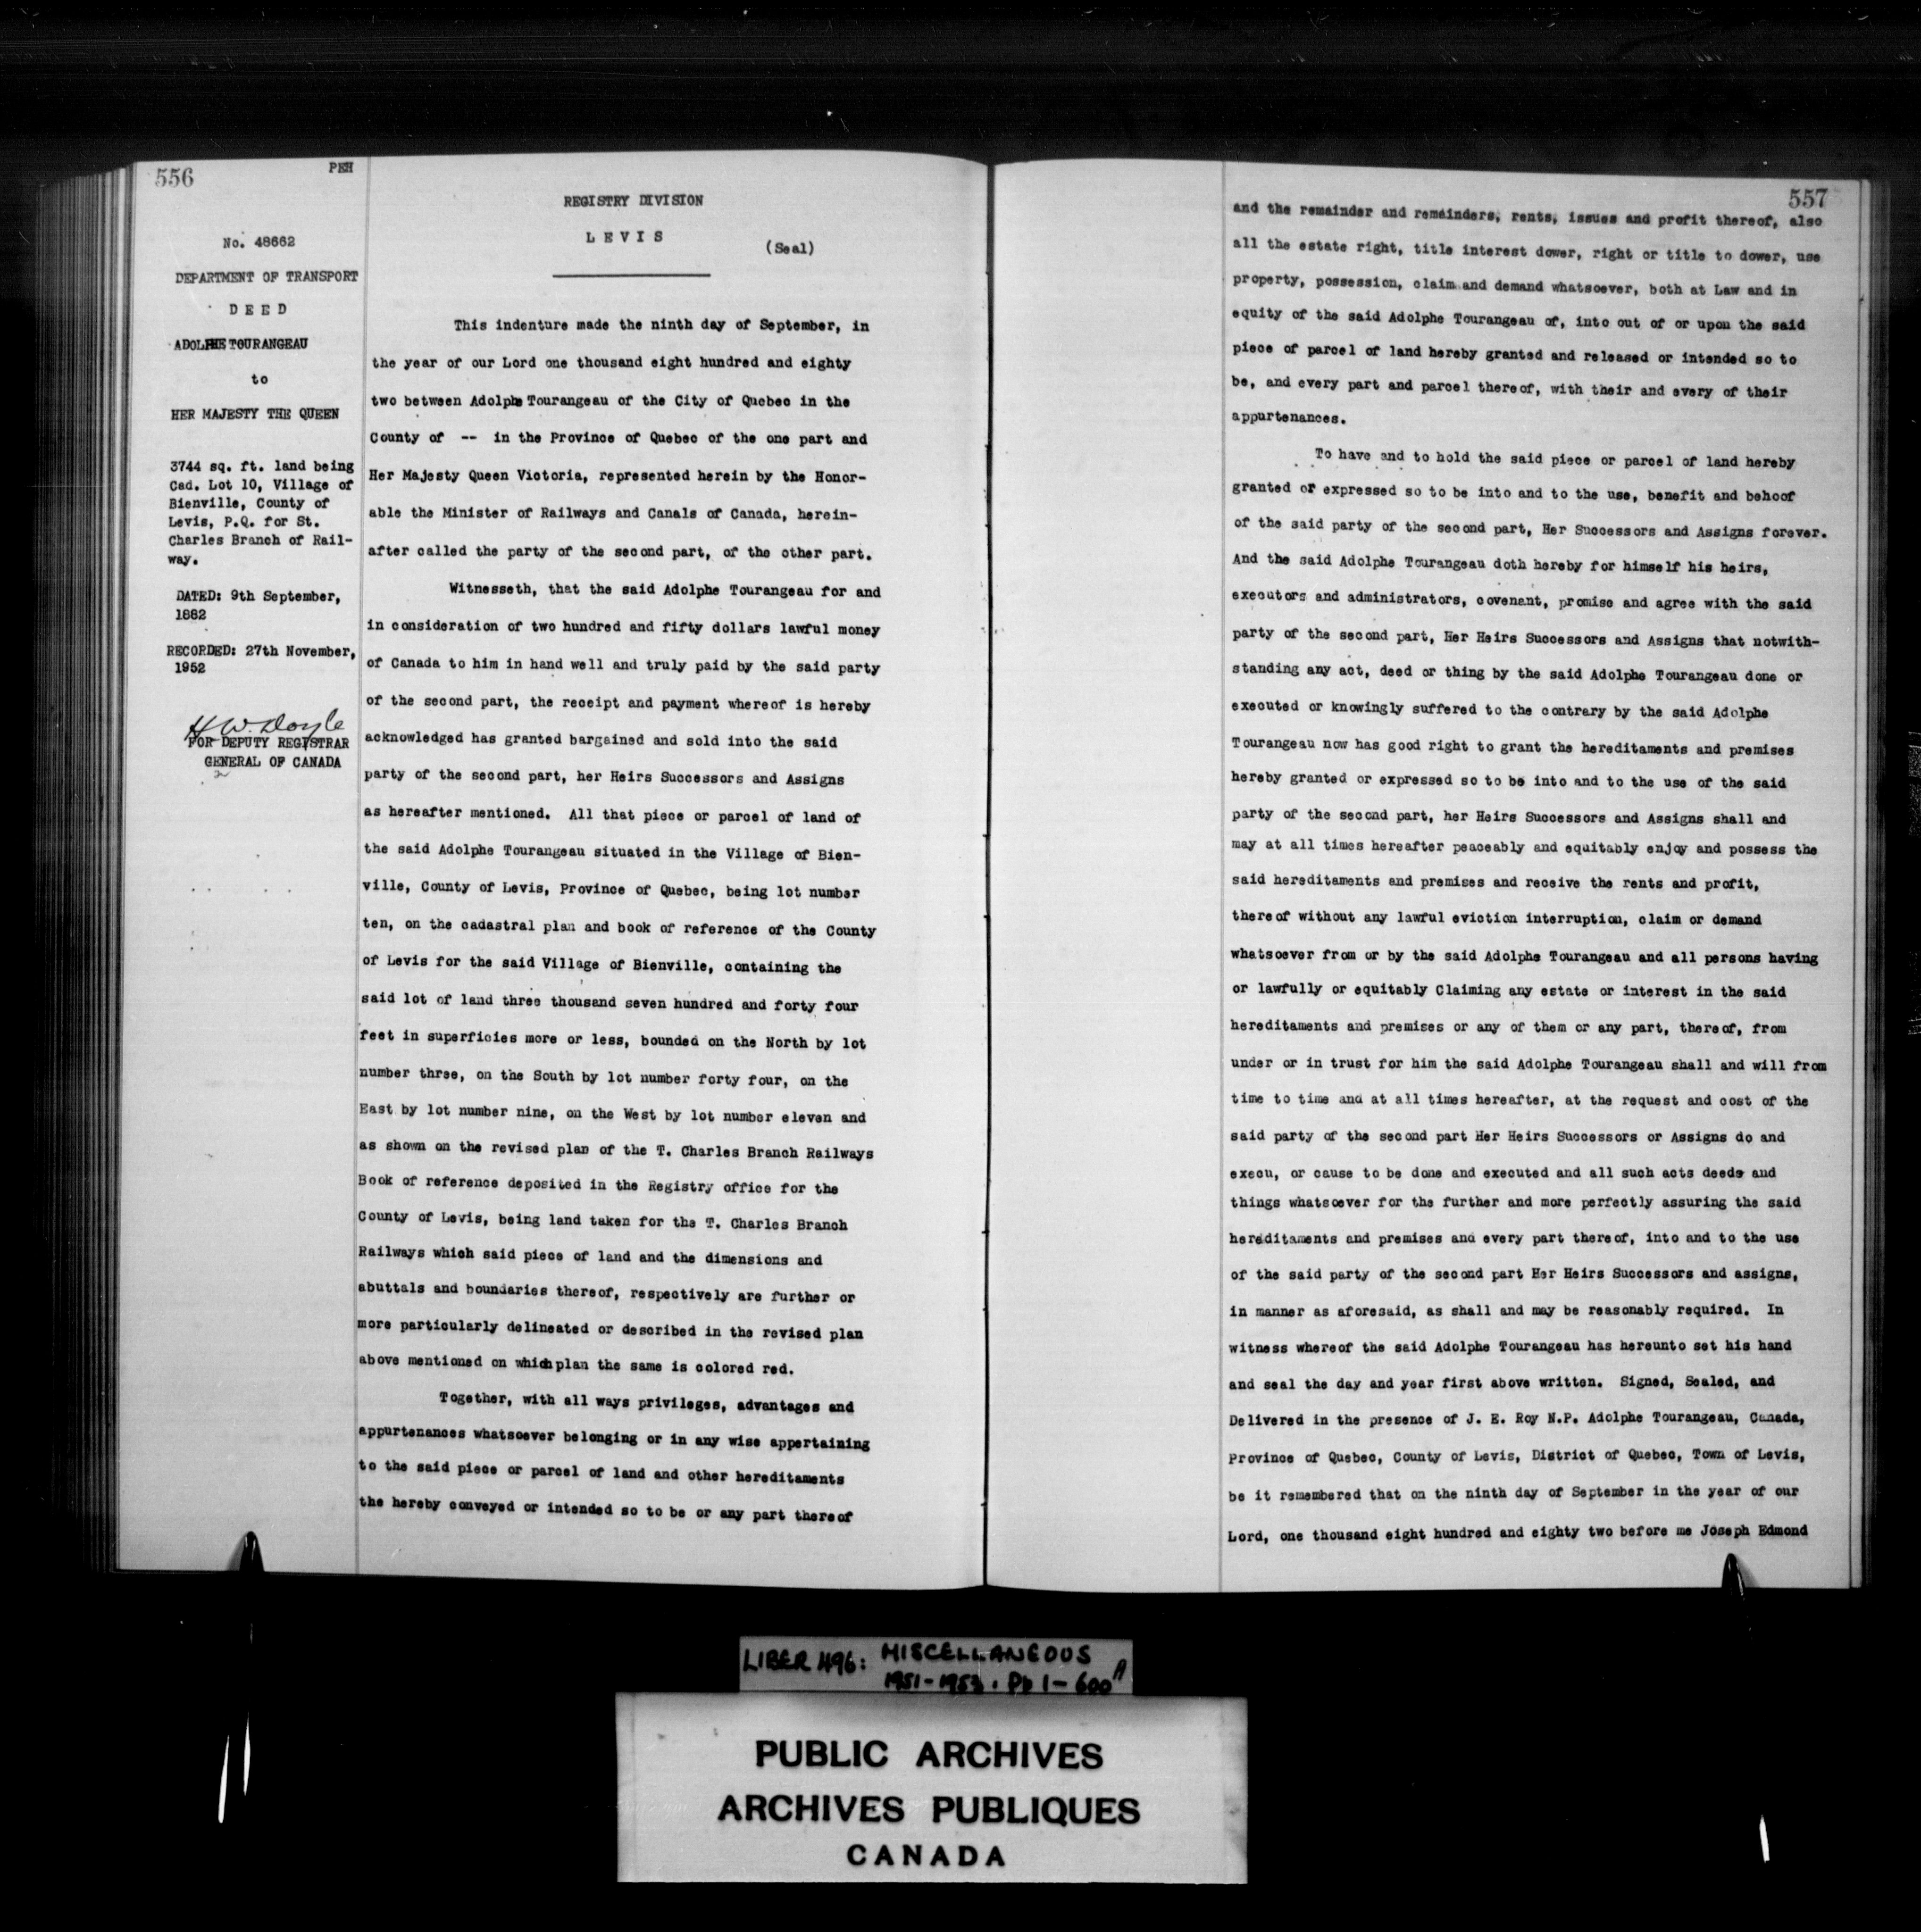 556
PEH
No. 48662
DEPARTMENT OF TRANSPORT
D E E D
ADOLPHE TOURANGEAU
to
HER MAJESTY THE QUEEN
3744 sq. ft. land being
Cad. Lot 10, Village of
Bienville, County of
Levis, P.Q. for St.
Charles Branch of Rail-
way.
DATED: 9th September,
1882
RECORDED: 27th November,
1952
H.W. Doyle
FOR DEPUTY REGISTRAR
GENERAL OF CANADA
REGISTRY DIVISION
L E V I S
(Seal)
This indenture made the ninth day of September, in
the year of our Lord one thousand eight hundred and eighty
two between Adolphe Tourangeau of the City of Quebec in the
County of -- in the Province of Quebec of the one part and
Her Majesty Queen Victoria, represented herein by the Honor-
able the Minister of Railways and Canals of Canada, herein-
after called the party of the second part, of the other part.
Witnesseth, that the said Adolphe Tourangeau for and
in consideration of two hundred and fifty dollars lawful money
of Canada to him in hand well and truly paid by the said party
of the second part, the receipt and payment whereof is hereby
acknowledged has granted bargained and sold into the said
party of the second part, her Heirs Successors and Assigns
as hereafter mentioned. All that piece or parcel of land of
the said Adolphe Tourangeau situated in the Village of Bien-
ville, County of Levis, Province of Quebec, being lot number
ten, on the cadastral plan and book of reference of the County
of Levis for the said Village of Bienville, containing the
said lot of land three thousand seven hundred and forty four
feet in superficies more or less, bounded on the North by lot
number three, on the South by lot number forty four, on the
East by lot number nine, on the West by lot number eleven and
as shown on the revised plan of the T. Charles Branch Railways
Book of reference deposited in the Registry office for the
County of Levis, being land taken for the T. Charles Branch
Railways which said piece of land and the dimensions and
abuttals and boundaries thereof, respectively are further or
more particularly delineated or described in the revised plan
above mentioned on which plan the same is colored red.
Together, with all ways privileges, advantages and
appurtenances whatsoever belonging or in any wise appertaining
to the said piece or parcel of land and other hereditaments
the hereby conveyed or intended so to be or any part thereof
557
and the remainder and remainders, rents, issues and profit thereof, also
all the estate right, title interest dower, right or title to dower, use
property, possession, claim and demand whatsoever, both at Law and in
equity of the said Adolphe Tourangeau of, into out of or upon the said
piece of parcel of land hereby granted and released or intended so to
be, and every part and parcel thereof, with their and every of their
appurtenances.
To have and to hold the said piece or parcel of land hereby
granted or expressed so to be into and to the use, benefit and behoof
of the said party of the second part, Her Successors and Assigns forever.
And the said Adolphe Tourangeau doth hereby for himself his heirs,
executors and administrators, covenant, promise and agree with the said
party of the second part, Her Heirs Successors and Assigns that notwith-
standing any act, deed or thing by the said Adolphe Tourangeau done or
executed or knowingly suffered to the contrary by the said Adolphe
Tourangeau now has good right to grant the hereditaments and premises
hereby granted or expressed so to be into and to the use of the said
party of the second part, her Heirs Successors and Assigns shall and
may at all times hereafter peaceably and equitably enjoy and possess the
said hereditaments and premises and receive the rents and profit,
thereof without any lawful eviction interruption, claim or demand
whatsoever from or by the said Adolphe Tourangeau and all persons having
or lawfully or equitably Claiming any estate or interest in the said
hereditaments and premises or any of them or any part, thereof, from
under or in trust for him the said Adolphe Tourangeau shall and will from
time to time and at all times hereafter, at the request and cost of the
said party of the second part Her Heirs Successors or Assigns do and
execu, or cause to be done and executed and all such acts deeds and
things whatsoever for the further and more perfectly assuring the said
hereditaments and premises and every part thereof, into and to the use
of the said party of the second part Her Heirs Successors and assigns,
in manner as aforesaid, as shall and may be reasonably required. In
witness whereof the said Adolphe Tourangeau has hereunto set his hand
and seal the day and year first above written. Signed, Sealed, and
Delivered in the presence of J. E. Roy N.P. Adolphe Tourangeau, Canada,
Province of Quebec, County of Levis, District of Quebec, Town of Levis,
be it remembered that on the ninth day of September in the year of our
Lord, one thousand eight hundred and eighty two before me Joseph Edmond
LIBER 496: MISCELLANEOUS
1951-1953. Pp 1-600A
PUBLIC ARCHIVES
ARCHIVES PUBLIQUES
CANADA